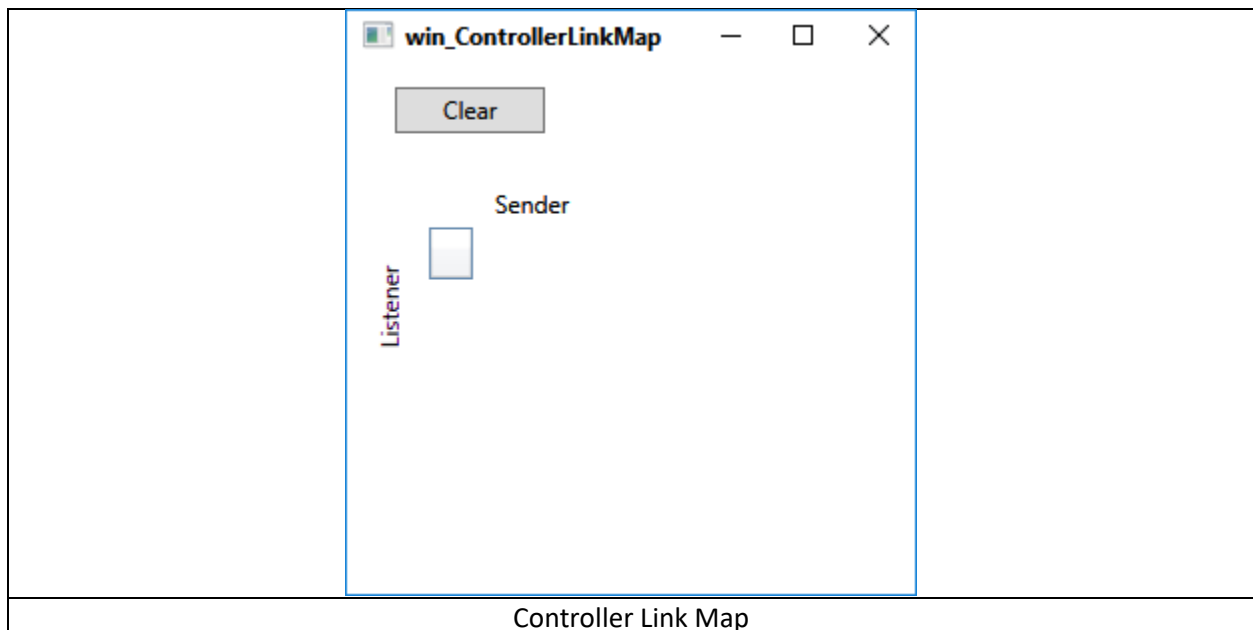 win_ControllerLinkMap
Clear
Sender
Listener
Controller Link Map